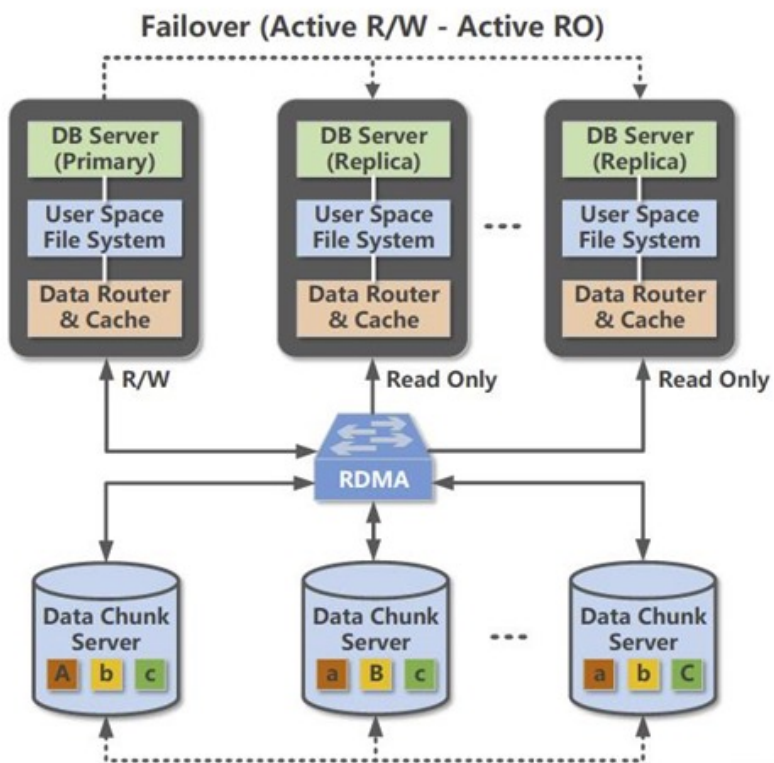 Failover (Active R/W - Active RO)
DB Server
(Primary)
User Space
File System
Data Router
& Cache
DB Server
(Replica)
User Space
File System
Data Router
& Cache
DB Server
(Replica)
User Space
File System
Data Router
& Cache
R/W
Read Only
Read Only
RDMA
Data Chunk
Server
A b c
Data Chunk
Server
a B c
Data Chunk
Server
a b C